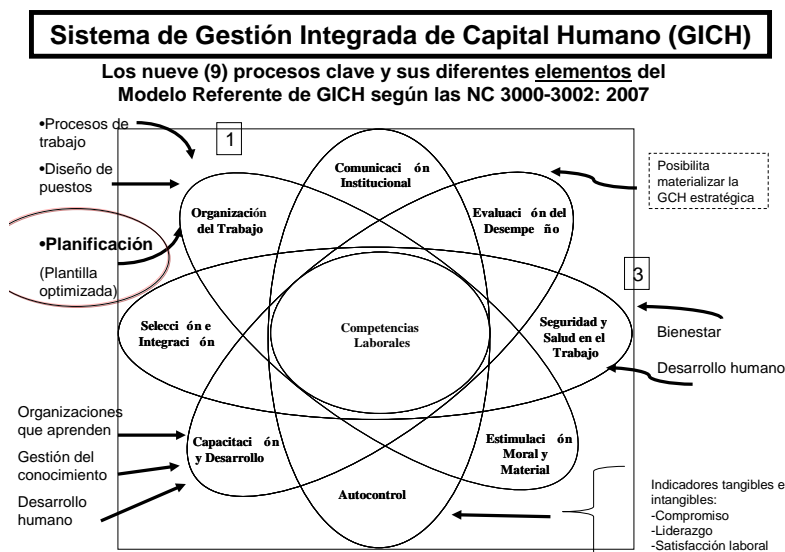 Sistema de Gestión Integrada de Capital Humano (GICH)
Los nueve (9) procesos clave y sus diferentes elementos del
Modelo Referente de GICH según las NC 3000-3002: 2007
•Procesos de
trabajo
•Diseño de
puestos
•Planificación
(Plantilla
optimizada)
1
Comunicaci ón
Institucional
Organización
del Trabajo
Evaluaci ón del
Desempe ño
Posibilita
materializar la
GCH estratégica
3
Selecci ón e
Integraci ón
Competencias
Laborales
Seguridad y
Salud en el
Trabajo
Bienestar
Desarrollo humano
Organizaciones
que aprenden
Gestión del
conocimiento
Desarrollo
humano
Capacitaci ón
y Desarrollo
Autocontrol
Estimulaci ón
Moral y
Material
Indicadores tangibles e
intangibles:
-Compromiso
-Liderazgo
-Satisfacción laboral